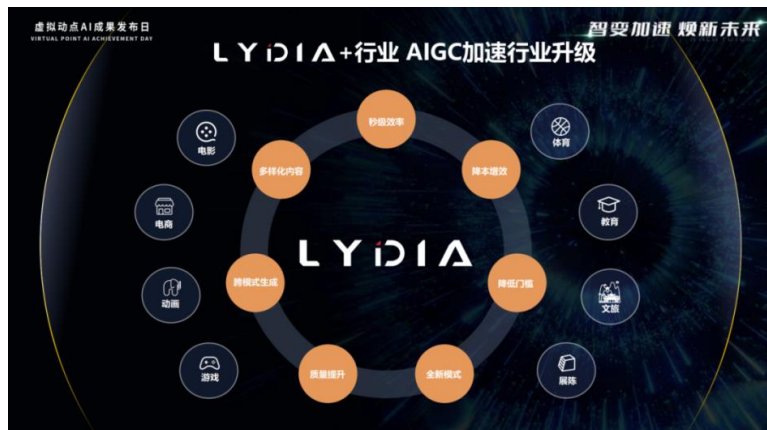 虚拟动点AI成果发布日
VIRTUAL POINT AI ACHIEVEMENT DAY
智变加速 焕新未来
LYDIA+行业 AIGC加速行业升级
秒级效率
电影
体育
多样化内容
降本增效
电商
教育
LYDIA
跨模式生成
降低门槛
动画
文旅
游戏
质量提升
全新模式
展陈